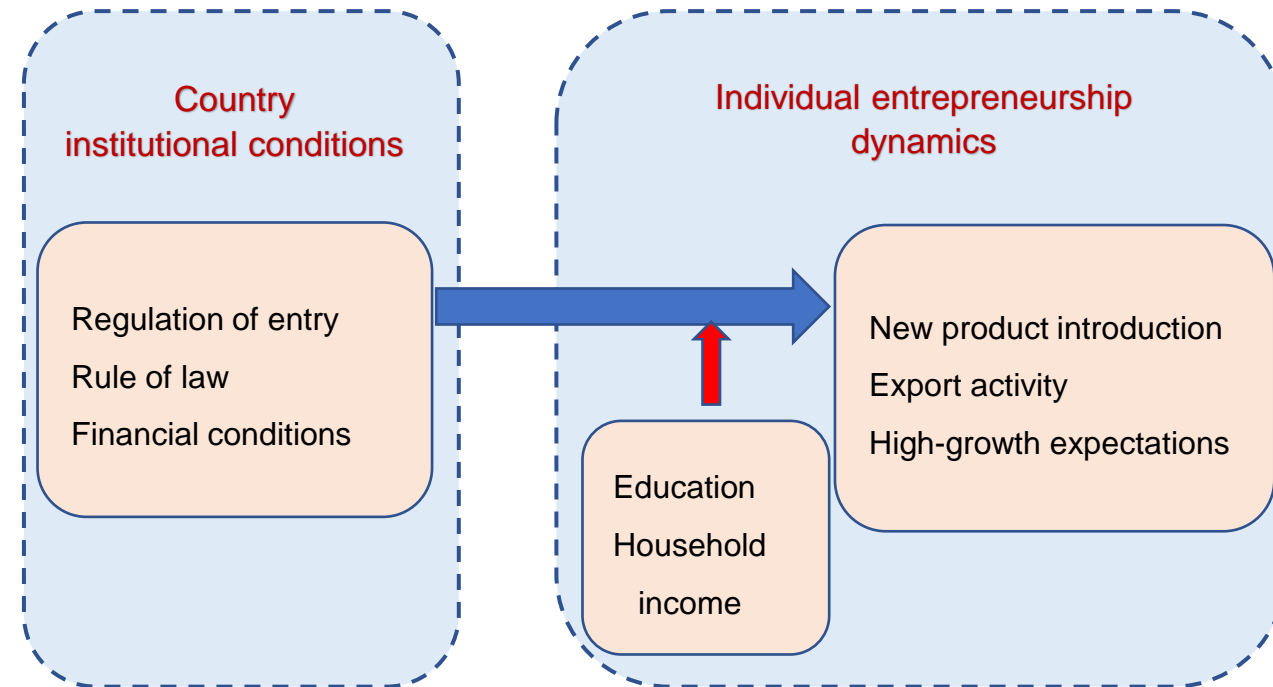 Country
institutional conditions
Regulation of entry
Rule of law
Financial conditions
Individual entrepreneurship
dynamics
New product introduction
Export activity
High-growth expectations
Education
Household
income